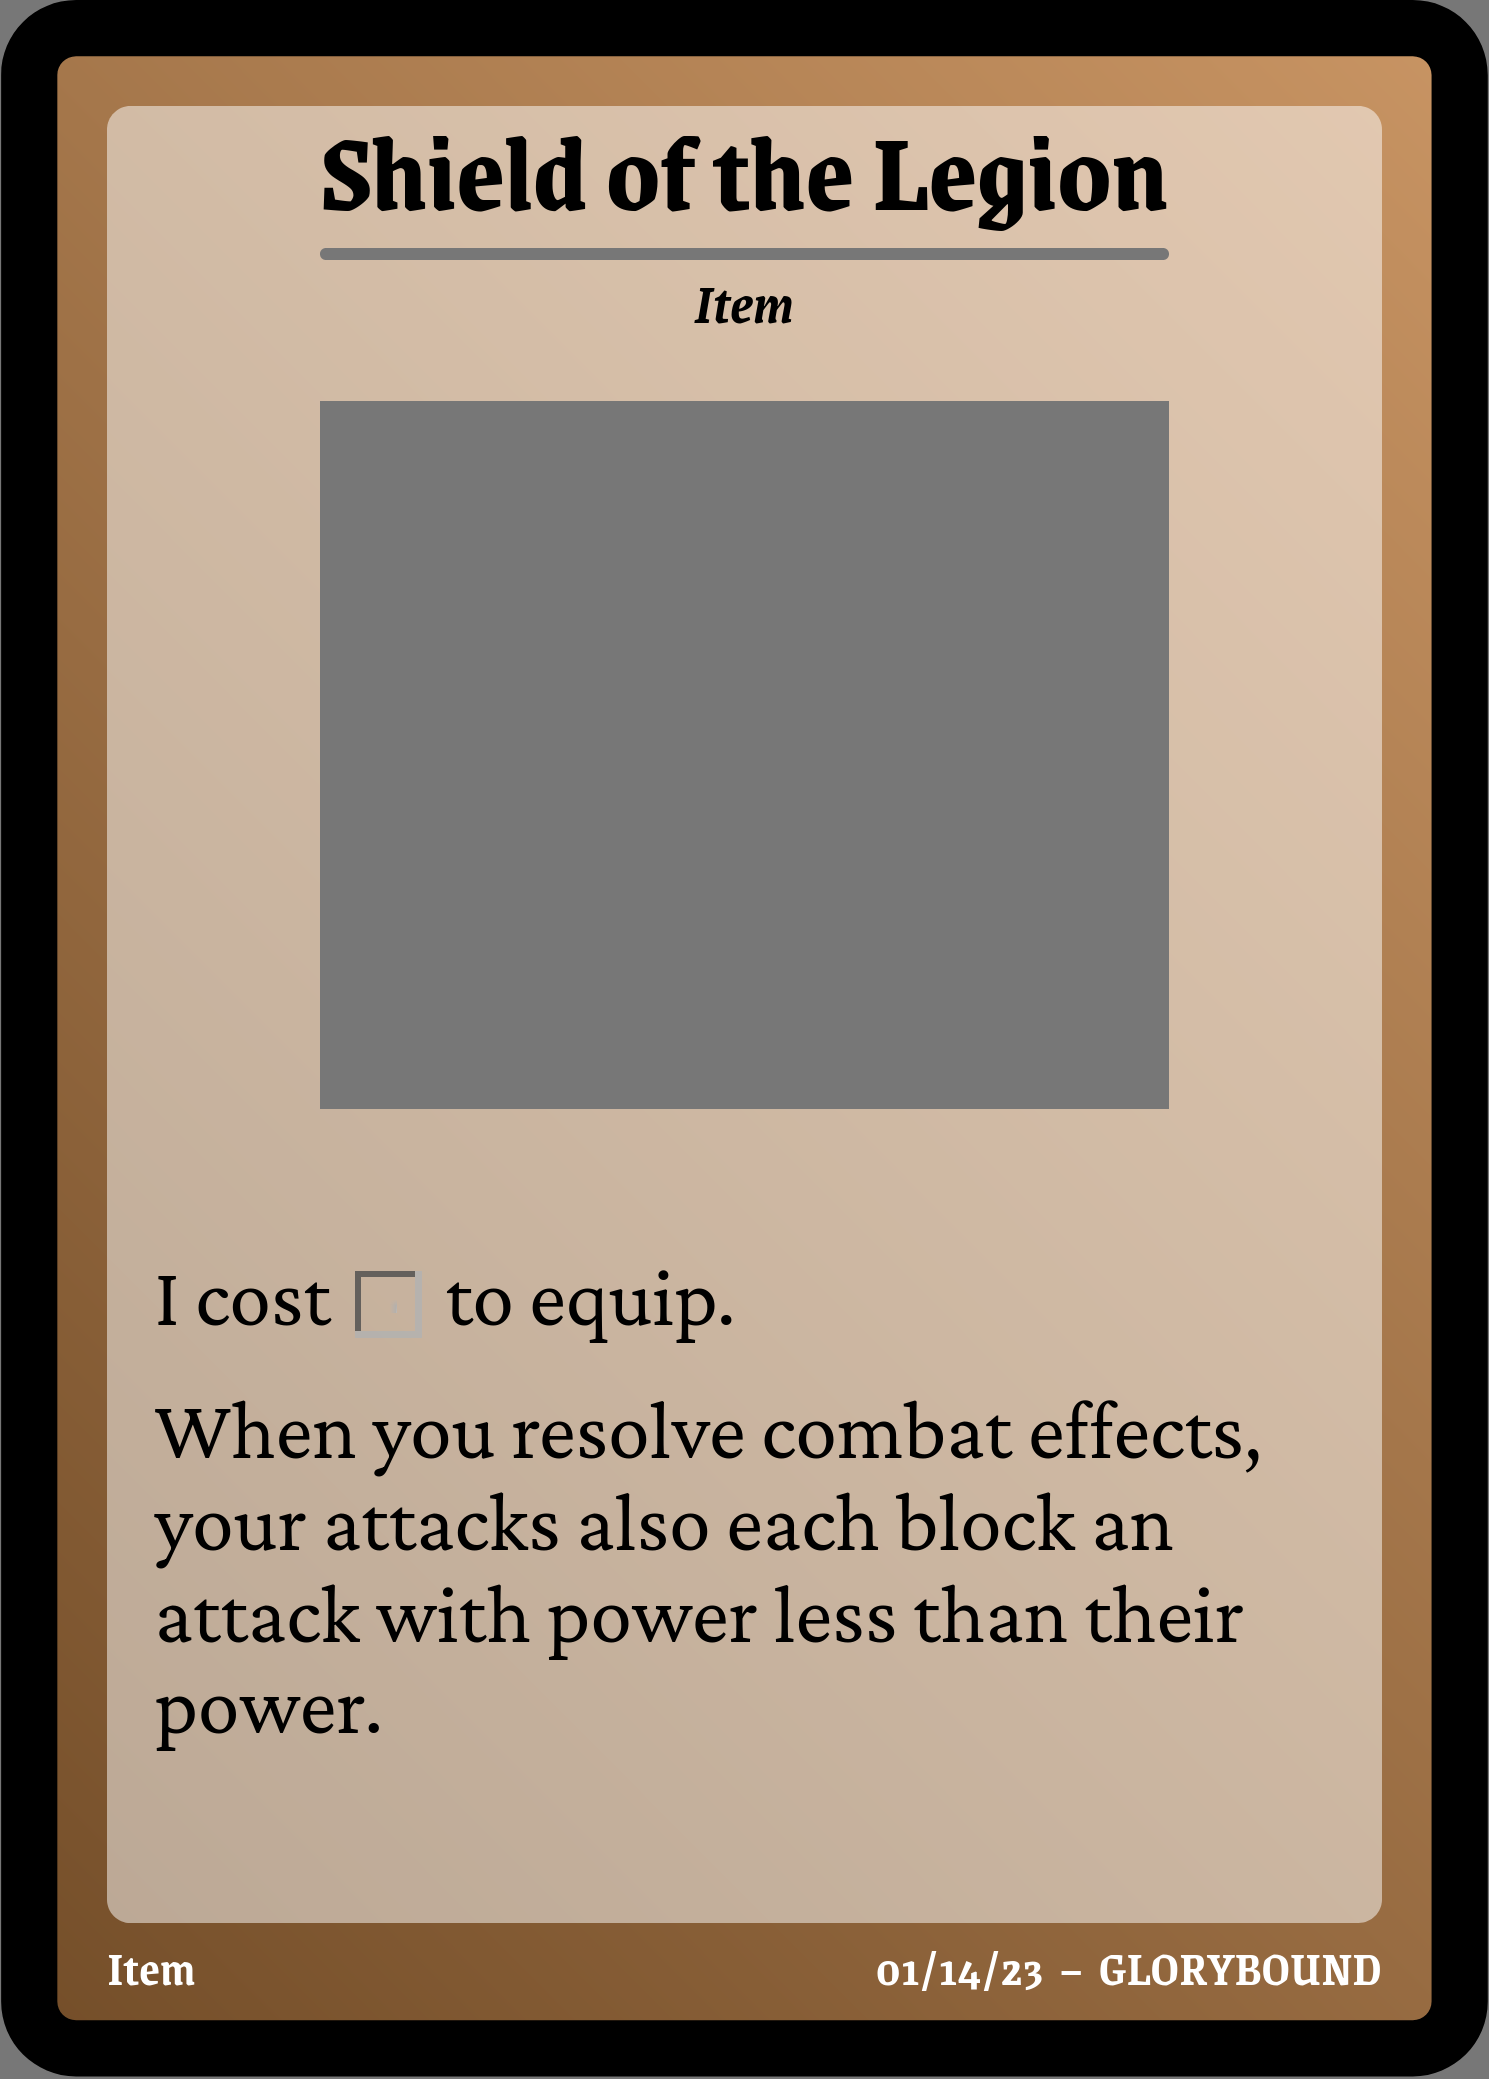 Shield of the Legion
Item
I cost to equip.
When you resolve combat effects,
your attacks also each block an
attack with power less than their
power.
Item
01/14/23 – GLORYBOUND